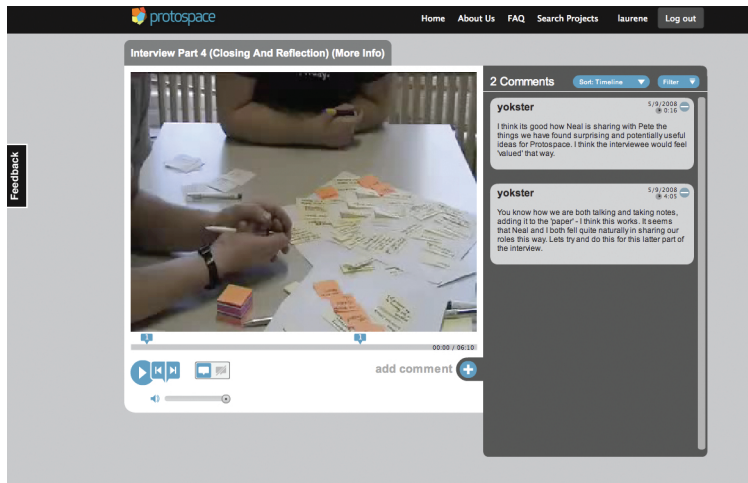 protospace
Home About Us FAQ Search Projects laurene Log out
Interview Part 4 (Closing And Reflection) (More Info)
Feedback
00:00 / 06:10
add comment
2 Comments Sort: Timeline Filter
yokster 5/9/2008
0:16
I think its good how Neal is sharing with Pete the
things we have found surprising and potentially useful
ideas for Protospace. I think the interviewee would feel
'valued' that way.
yokster 5/9/2008
4:05
You know how we are both talking and taking notes,
adding it to the 'paper' - I think this works. It seems
that Neal and I both fell quite naturally in sharing our
roles this way. Lets try and do this for this latter part of
the interview.